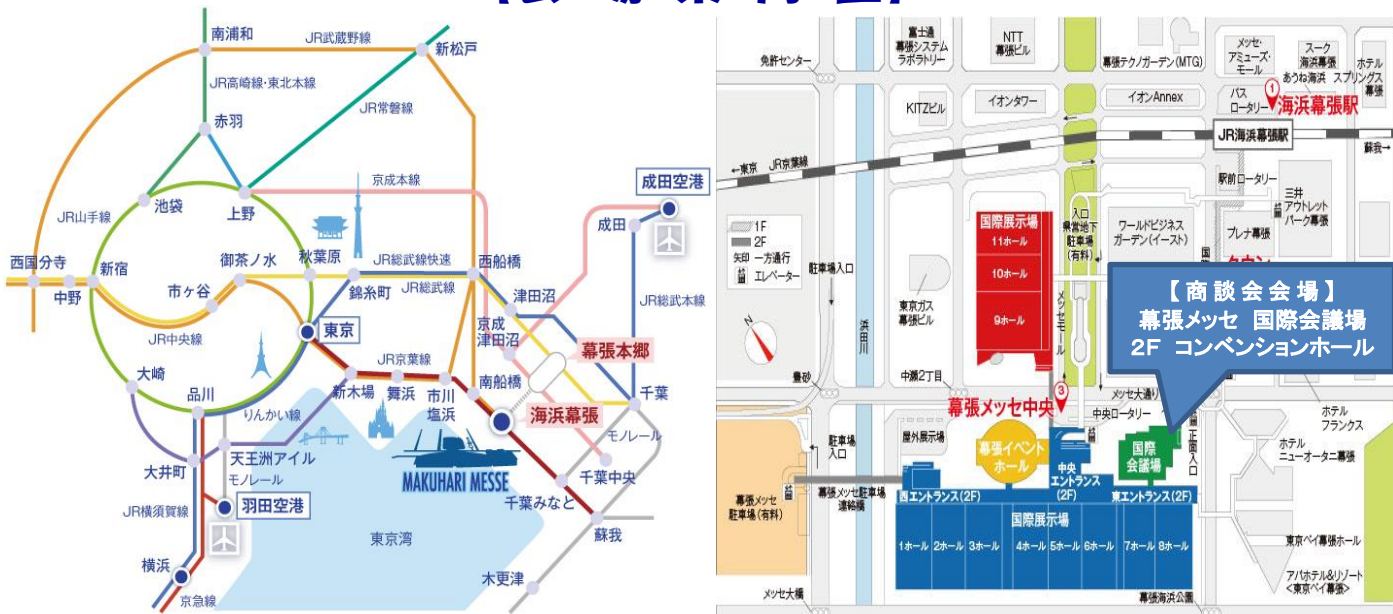 【会場案内図】
南浦和
JR武蔵野線
新松戸
JR高崎線・東北本線
JR常磐線
赤羽
京成本線
成田空港
池袋
上野
成田
JR山手線
秋葉原
西国分寺
新宿
御茶ノ水
JR総武線快速
西船橋
中野
市ヶ谷
錦糸町
JR総武線
津田沼
JR総武本線
東京
京成
津田沼
JR中央線
幕張本郷
JR京葉線
大崎
品川
新木場
舞浜
市川
塩浜
南船橋
千葉
りんかい線
海浜幕張
モノレール
大井町
天王洲アイル
モノレール
MAKUHARI MESSE
千葉中央
千葉みなと
羽田空港
JR横須賀線
東京湾
蘇我
横浜
京急線
木更津
免許センター
富士通
幕張システム
ラボラトリー
NTT
幕張ビル
幕張テクノガーデン(MTG)
メッセ・
アミューズ・
モール
スーク
海浜幕張
あうね海浜
ホテル
スプリングス
幕張
KITZビル
イオンタワー
イオンAnnex
バス
ロータリー
1
海浜幕張駅
JR海浜幕張駅
蘇我→
←東京
JR京葉線
駅前ロータリー
1F
2F
矢印 一方通行
エレベーター
国際展示場
11ホール
10ホール
9ホール
入口
県営地下
駐車場
(有料)
ワールドビジネス
ガーデン(イースト)
プレナ幕張
三井
アウトレット
パーク幕張
駐車場入口
東京ガス
幕張ビル
N
浜田川
メッセモール
【商談会会場】
幕張メッセ 国際会議場
2F コンベンションホール
豊砂
中瀬2丁目
メッセ大通り
3
幕張メッセ中央
中央ロータリー
ホテル
フランクス
屋外展示場
駐車場
入口
幕張イベント
ホール
中央
エントランス
(2F)
国際
会議場
正面入口
ホテル
ニューオータニ幕張
幕張メッセ
駐車場(有料)
幕張メッセ駐車場
連絡橋
西エントランス(2F)
東エントランス(2F)
国際展示場
1ホール 2ホール 3ホール 4ホール 5ホール 6ホール 7ホール 8ホール
東京ベイ幕張ホール
アパホテル&リゾート
<東京ベイ幕張>
メッセ大橋
幕張海浜公園